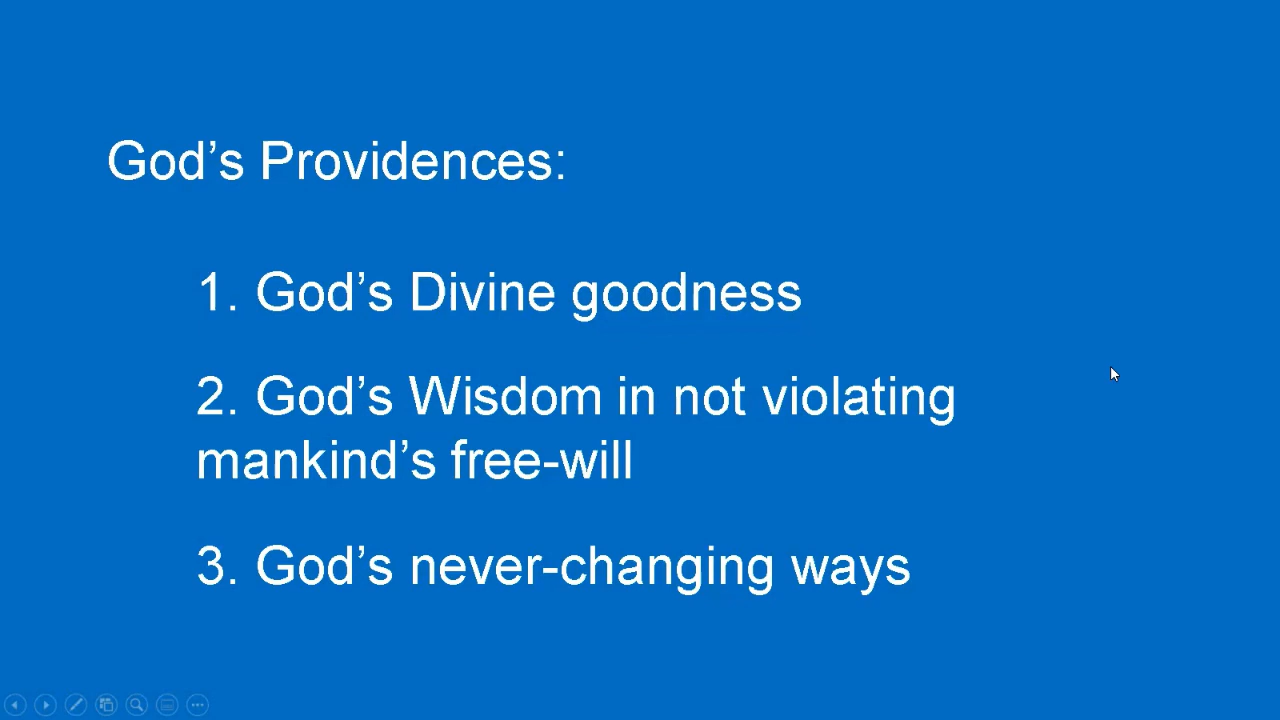 God’s Providences:
1. God’s Divine goodness
2. God’s Wisdom in not violating
mankind’s free-will
3. God’s never-changing ways